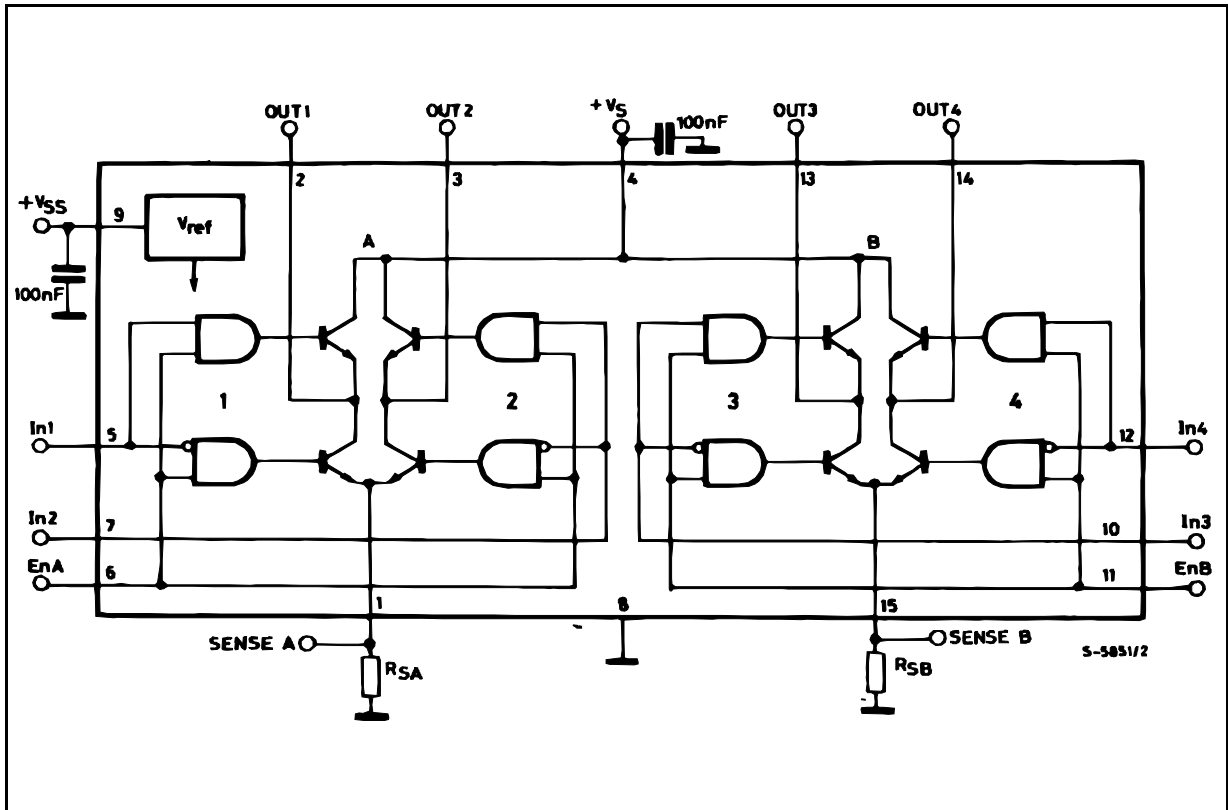 OUT1
OUT2
+VS
100nF
OUT3
OUT4
2
3
4
13
14
+VSS
9
Vref
A
B
100nF
1
2
3
4
In1
5
12
In4
In2
7
10
In3
EnA
6
11
EnB
1
8
15
SENSE A
SENSE B
S-5851/2
RSA
RSB